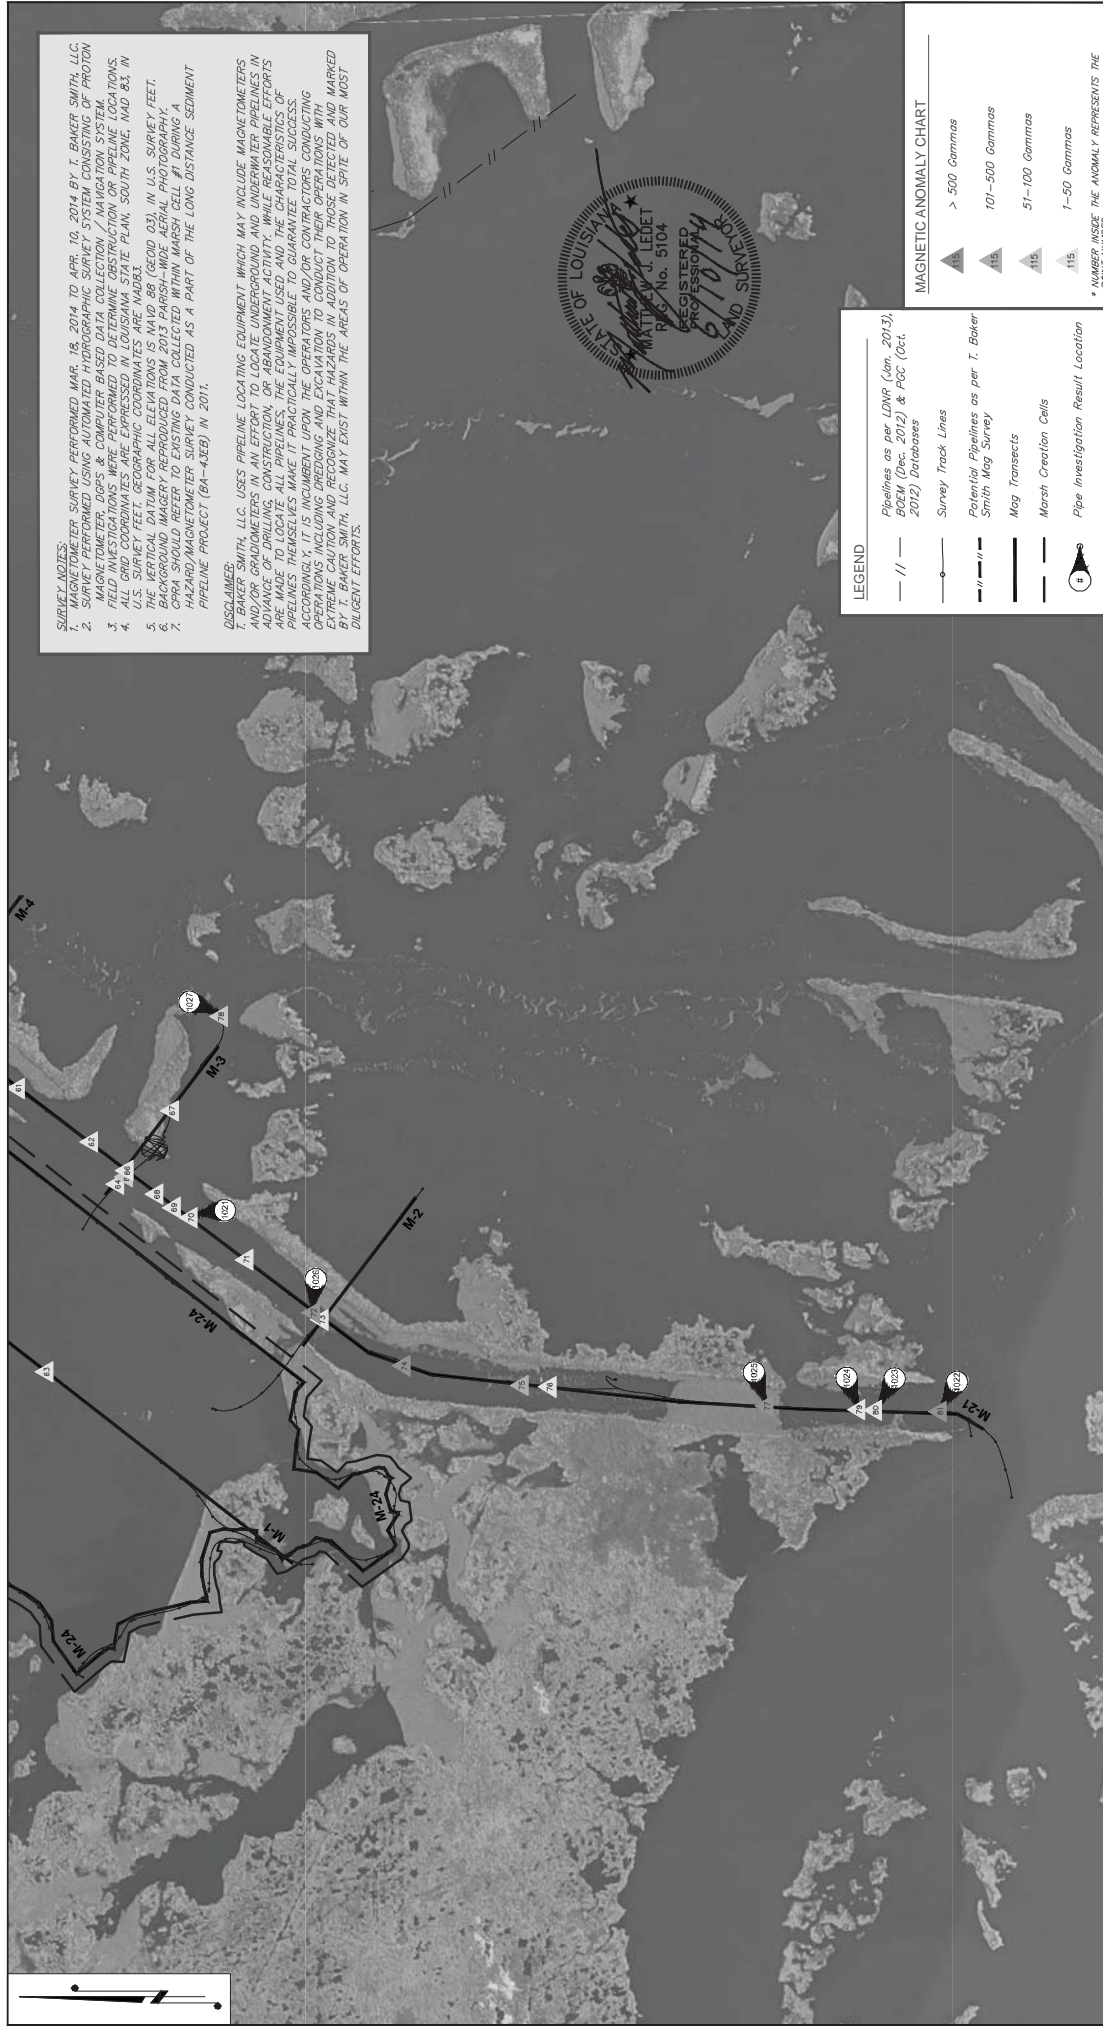 SURVEY NOTES:
1. MAGNETOMETER SURVEY PERFORMED MAR. 18, 2014 TO APR. 10, 2014 BY T. BAKER SMITH, LLC.
2. SURVEY PERFORMED USING AUTOMATED HYDROGRAPHIC SURVEY SYSTEM CONSISTING OF PROTON
MAGNETOMETER, DGPS & COMPUTER BASED DATA COLLECTION / NAVIGATION SYSTEM.
3. FIELD INVESTIGATIONS WERE PERFORMED TO DETERMINE OBSTRUCTION OR PIPELINE LOCATIONS.
4. ALL GRID COORDINATES ARE EXPRESSED IN LOUISIANA STATE PLAN, SOUTH ZONE, NAD 83, IN
U.S. SURVEY FEET. GEOGRAPHIC COORDINATES ARE NAD83.
5. THE VERTICAL DATUM FOR ALL ELEVATIONS IS NAVD 88 (GEOID 03), IN U.S. SURVEY FEET.
6. BACKGROUND IMAGERY REPRODUCED FROM 2013 PARISH-WIDE AERIAL PHOTOGRAPHY.
7. CPRA SHOULD REFER TO EXISTING DATA COLLECTED WITHIN MARSH CELL #1 DURING A
HAZARD/MAGNETOMETER SURVEY CONDUCTED AS A PART OF THE LONG DISTANCE SEDIMENT
PIPELINE PROJECT (BA-43EB) IN 2011.
DISCLAIMER:
T. BAKER SMITH, LLC. USES PIPELINE LOCATING EQUIPMENT WHICH MAY INCLUDE MAGNETOMETERS
AND/OR GRADIOMETERS IN AN EFFORT TO LOCATE UNDERGROUND AND UNDERWATER PIPELINES IN
ADVANCE OF DRILLING, CONSTRUCTION, OR ABANDONMENT ACTIVITY. WHILE REASONABLE EFFORTS
ARE MADE TO LOCATE ALL PIPELINES, THE EQUIPMENT USED AND THE CHARACTERISTICS OF
PIPELINES THEMSELVES MAKE IT PRACTICALLY IMPOSSIBLE TO GUARANTEE TOTAL SUCCESS.
ACCORDINGLY, IT IS INCUMBENT UPON THE OPERATORS AND/OR CONTRACTORS CONDUCTING
OPERATIONS INCLUDING DREDGING AND EXCAVATION TO CONDUCT THEIR OPERATIONS WITH
EXTREME CAUTION AND RECOGNIZE THAT HAZARDS IN ADDITION TO THOSE DETECTED AND MARKED
BY T. BAKER SMITH, LLC. MAY EXIST WITHIN THE AREAS OF OPERATION IN SPITE OF OUR MOST
DILIGENT EFFORTS.
STATE OF LOUISIANA
MATTHEW J. LEDET
REG. No. 5104
REGISTERED
PROFESSIONAL
LAND SURVEYOR
6/10/14
M-4
M-3
M-2
M-24
M-1
M-24
M-24
M-21
61
62
63
64
66
67
68
69
70
71
72
73
74
75
76
77
78
79
80
81
1021
1022
1023
1024
1025
1026
1027
LEGEND
Pipelines as per LDNR (Jan. 2013),
BOEM (Dec. 2012) & PGC (Oct.
2012) Databases
Survey Track Lines
Potential Pipelines as per T. Baker
Smith Mag Survey
Mag Transects
Marsh Creation Cells
# Pipe Investigation Result Location
MAGNETIC ANOMALY CHART
115 > 500 Gammas
115 101-500 Gammas
115 51-100 Gammas
115 1-50 Gammas
* NUMBER INSIDE THE ANOMALY REPRESENTS THE